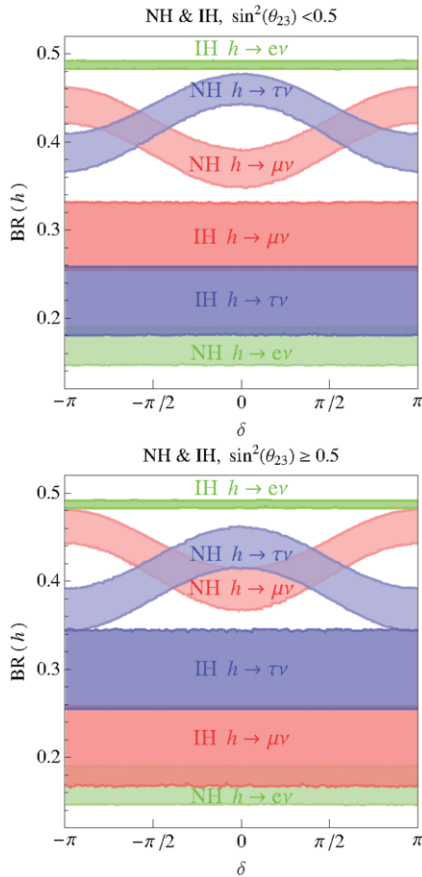 NH & IH, sin²(θ₂₃) <0.5
0.5
IH h → eν
NH h → τν
0.4
NH h → μν
BR (h)
IH h → μν
0.3
IH h → τν
0.2
NH h → eν
−π
−π/2
0
π/2
π
δ
NH & IH, sin²(θ₂₃) ≥ 0.5
0.5
IH h → eν
NH h → τν
0.4
NH h → μν
BR (h)
IH h → τν
0.3
IH h → μν
0.2
NH h → eν
−π
−π/2
0
π/2
π
δ